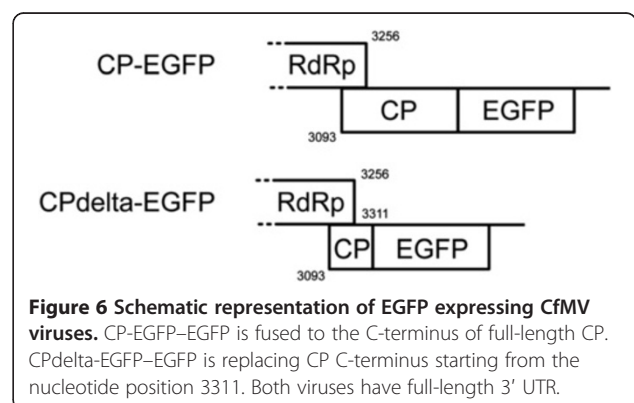 3256
CP-EGFP
RdRp
CP
EGFP
3093
3256
CPdelta-EGFP
RdRp
3311
CP
EGFP
3093
Figure 6 Schematic representation of EGFP expressing CfMV
viruses. CP-EGFP–EGFP is fused to the C-terminus of full-length CP.
CPdelta-EGFP–EGFP is replacing CP C-terminus starting from the
nucleotide position 3311. Both viruses have full-length 3′ UTR.